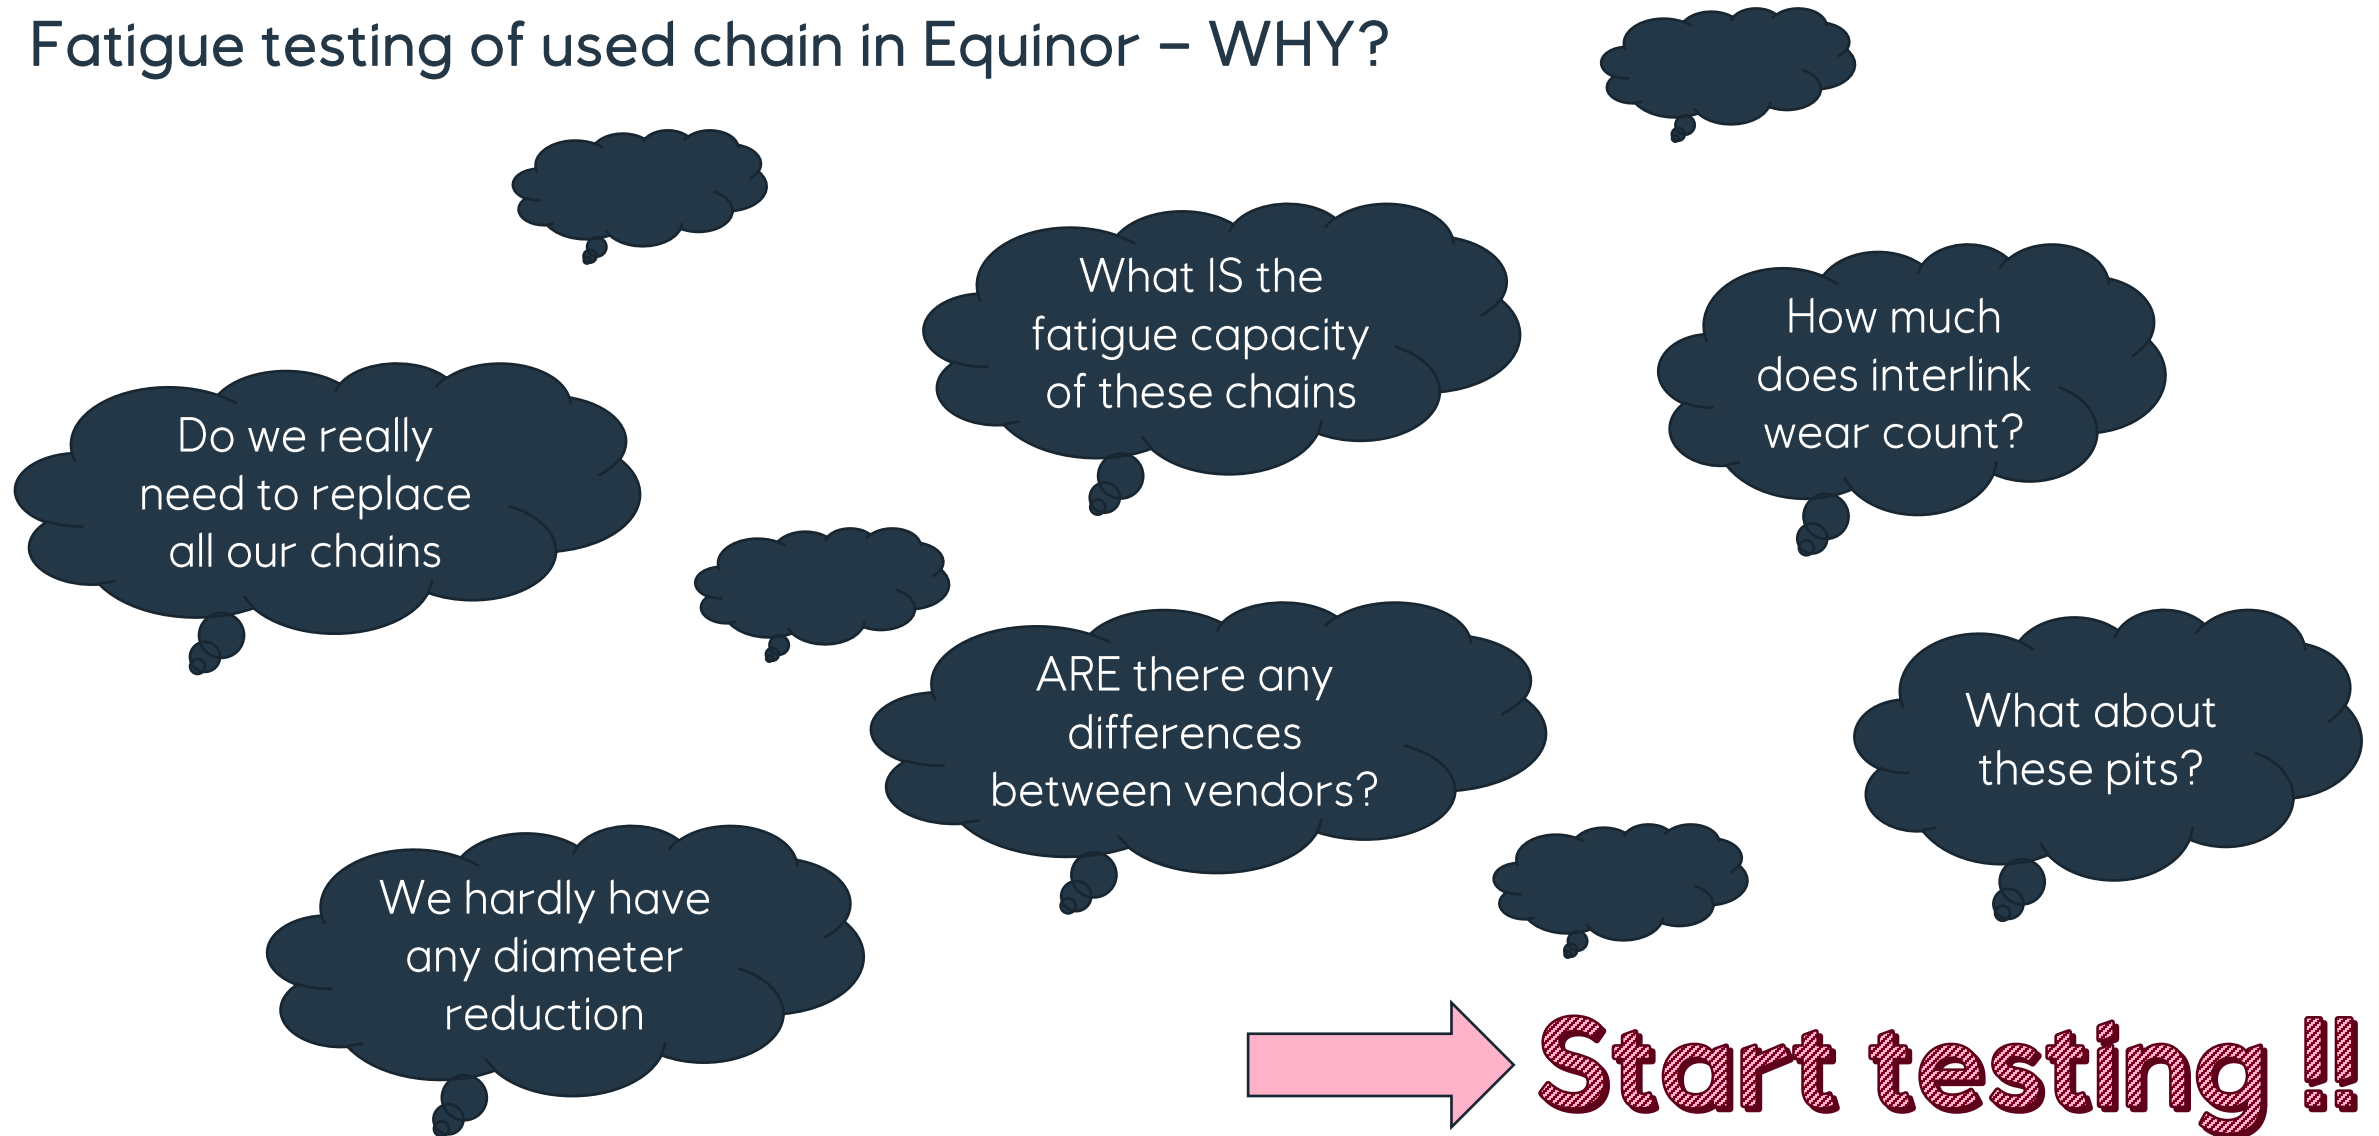 Fatigue testing of used chain in Equinor – WHY?
What IS the
fatigue capacity
of these chains
How much
does interlink
wear count?
Do we really
need to replace
all our chains
ARE there any
differences
between vendors?
What about
these pits?
We hardly have
any diameter
reduction
Start testing !!